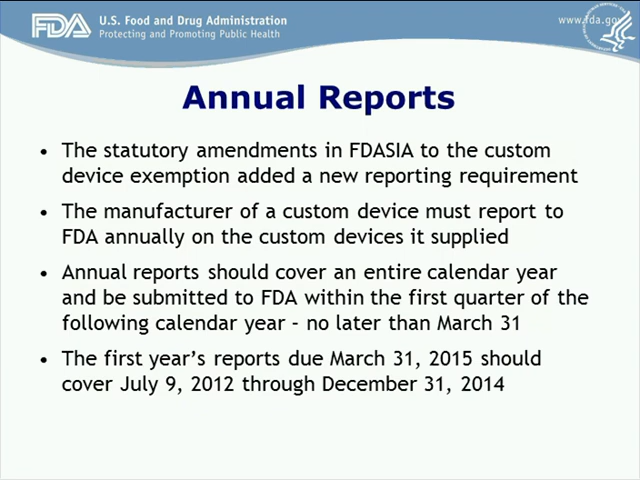 FDA
U.S. Food and Drug Administration
Protecting and Promoting Public Health
www.fda.gov
Annual Reports
• The statutory amendments in FDASIA to the custom
device exemption added a new reporting requirement
• The manufacturer of a custom device must report to
FDA annually on the custom devices it supplied
• Annual reports should cover an entire calendar year
and be submitted to FDA within the first quarter of the
following calendar year – no later than March 31
• The first year’s reports due March 31, 2015 should
cover July 9, 2012 through December 31, 2014